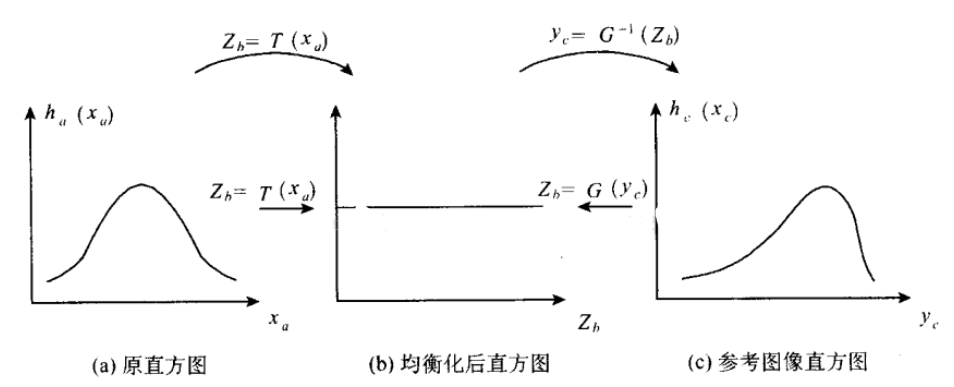 Z_b= T (x_a)
y_c= G^{-1} (Z_b)
h_a (x_a)
b
h_c (x_c)
Z_b= T (x_a)
Z_b= G (y_c)
x_a
Z_b
y_c
(a) 原直方图
(b) 均衡化后直方图
(c) 参考图像直方图